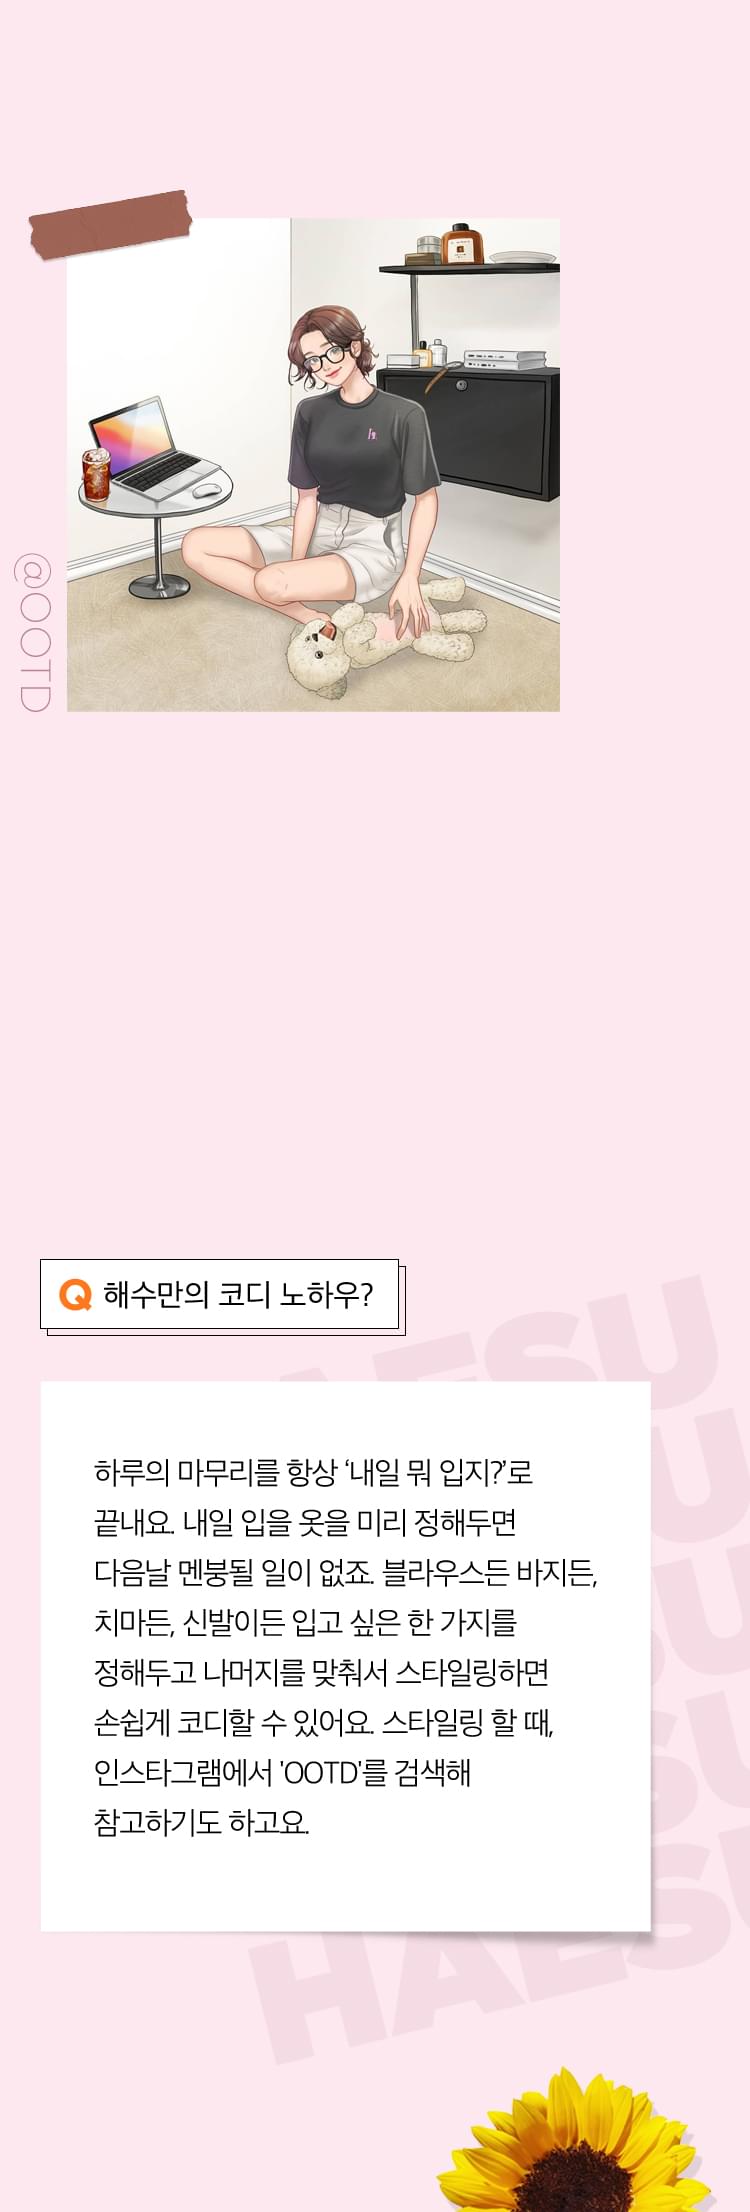 @OOTD
Q 해수만의 코디 노하우?
HAESU
하루의 마무리를 항상 ‘내일 뭐 입지?’로
끝내요. 내일 입을 옷을 미리 정해두면
다음날 멘붕될 일이 없죠. 블라우스든 바지든,
치마든, 신발이든 입고 싶은 한 가지를
정해두고 나머지를 맞춰서 스타일링하면
손쉽게 코디할 수 있어요. 스타일링 할 때,
인스타그램에서 'OOTD'를 검색해
참고하기도 하고요.
HAESU